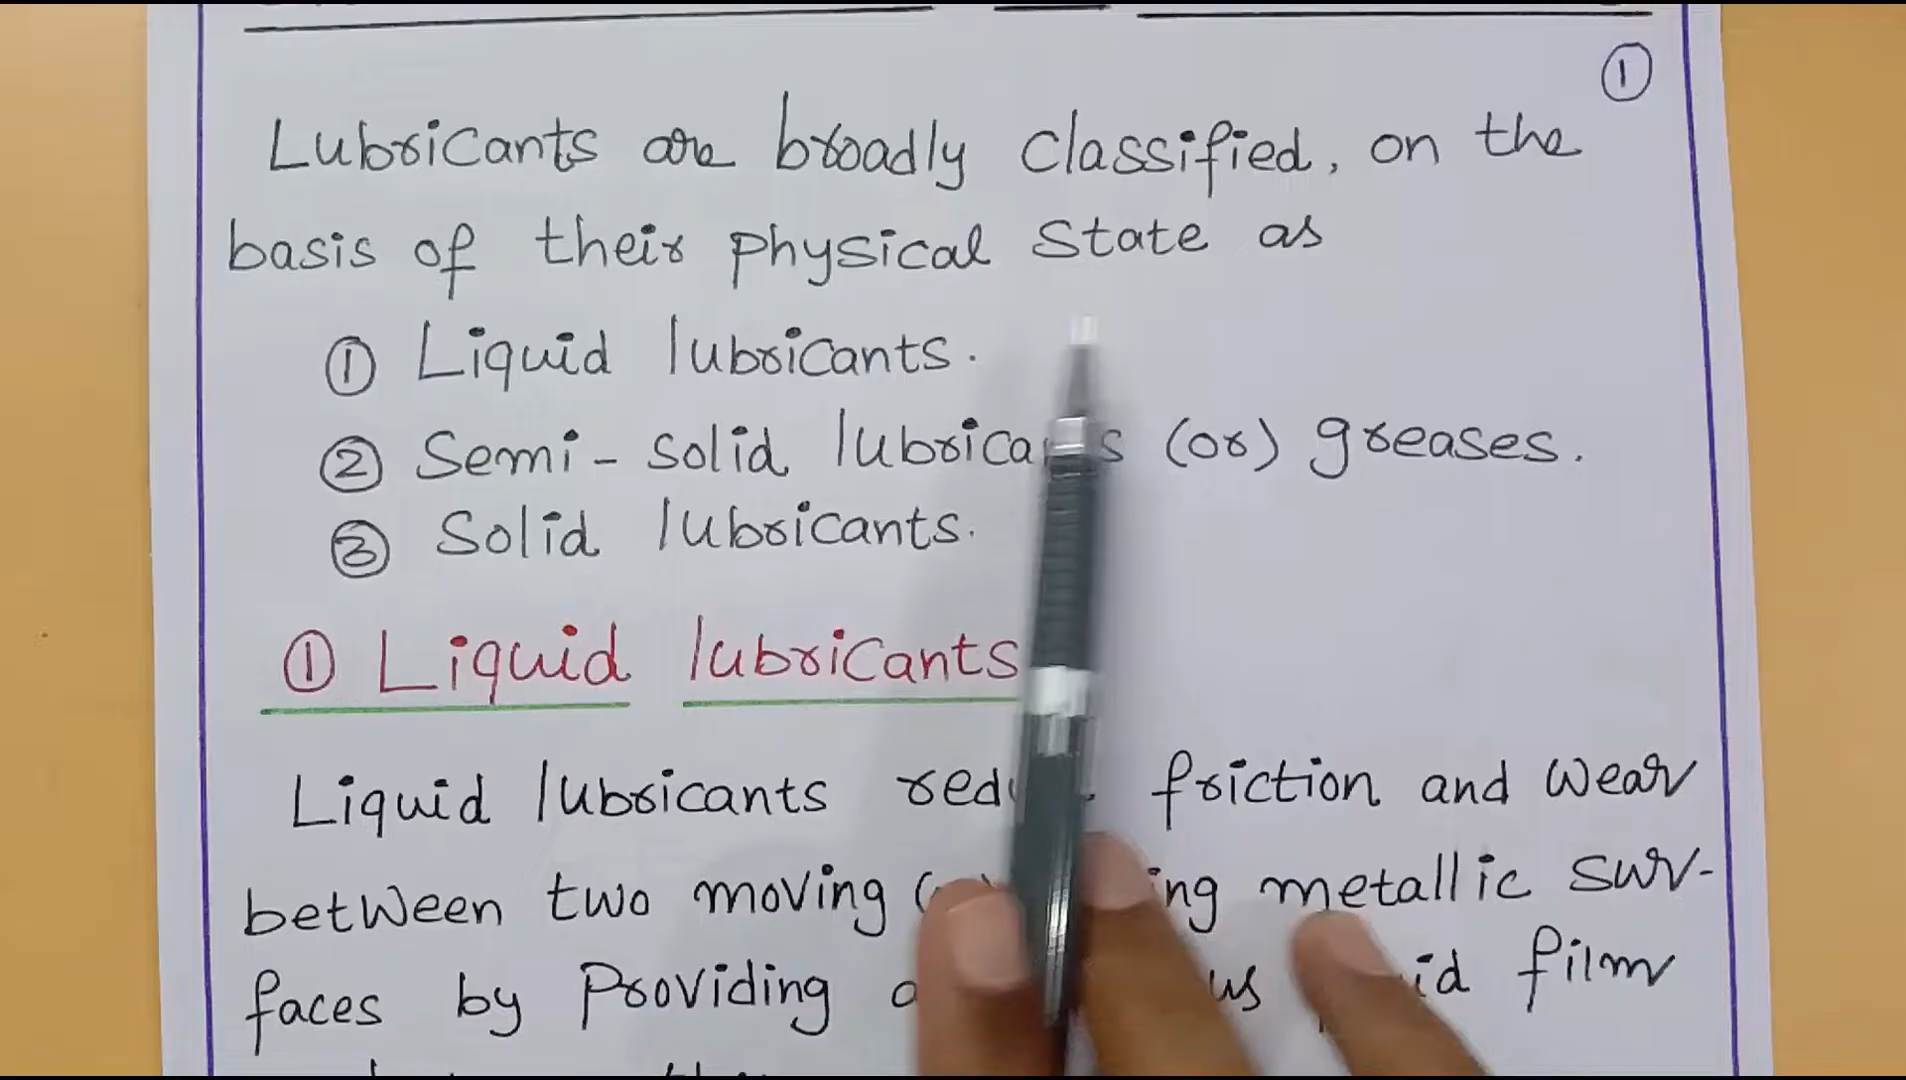 ①
Lubricants are broadly classified, on the
basis of their physical state as
① Liquid lubricants.
② Semi-solid (or) greases.
③ Solid lubricants.
① Liquid lubricants
Liquid lubricants friction and wear
between two moving metallic sur-
faces by providing film